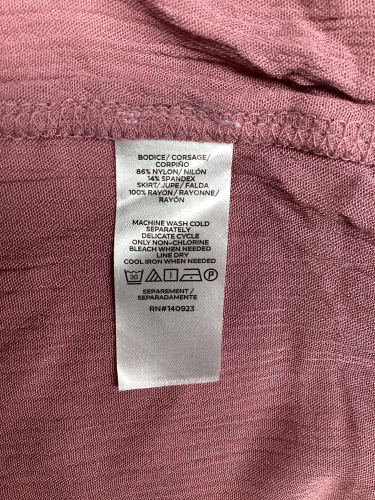 BODICE/ CORSAGE/
CORPIÑO
86% NYLON/ NILÓN
14% SPANDEX
SKIRT/ JUPE/ FALDA
100% RAYON/ RAYONNE/
RAYÓN
MACHINE WASH COLD
SEPARATELY
DELICATE CYCLE
ONLY NON-CHLORINE
BLEACH WHEN NEEDED
LINE DRY
COOL IRON WHEN NEEDED
30 P
SEPAREMENT /
SEPARADAMENTE
RN#140923